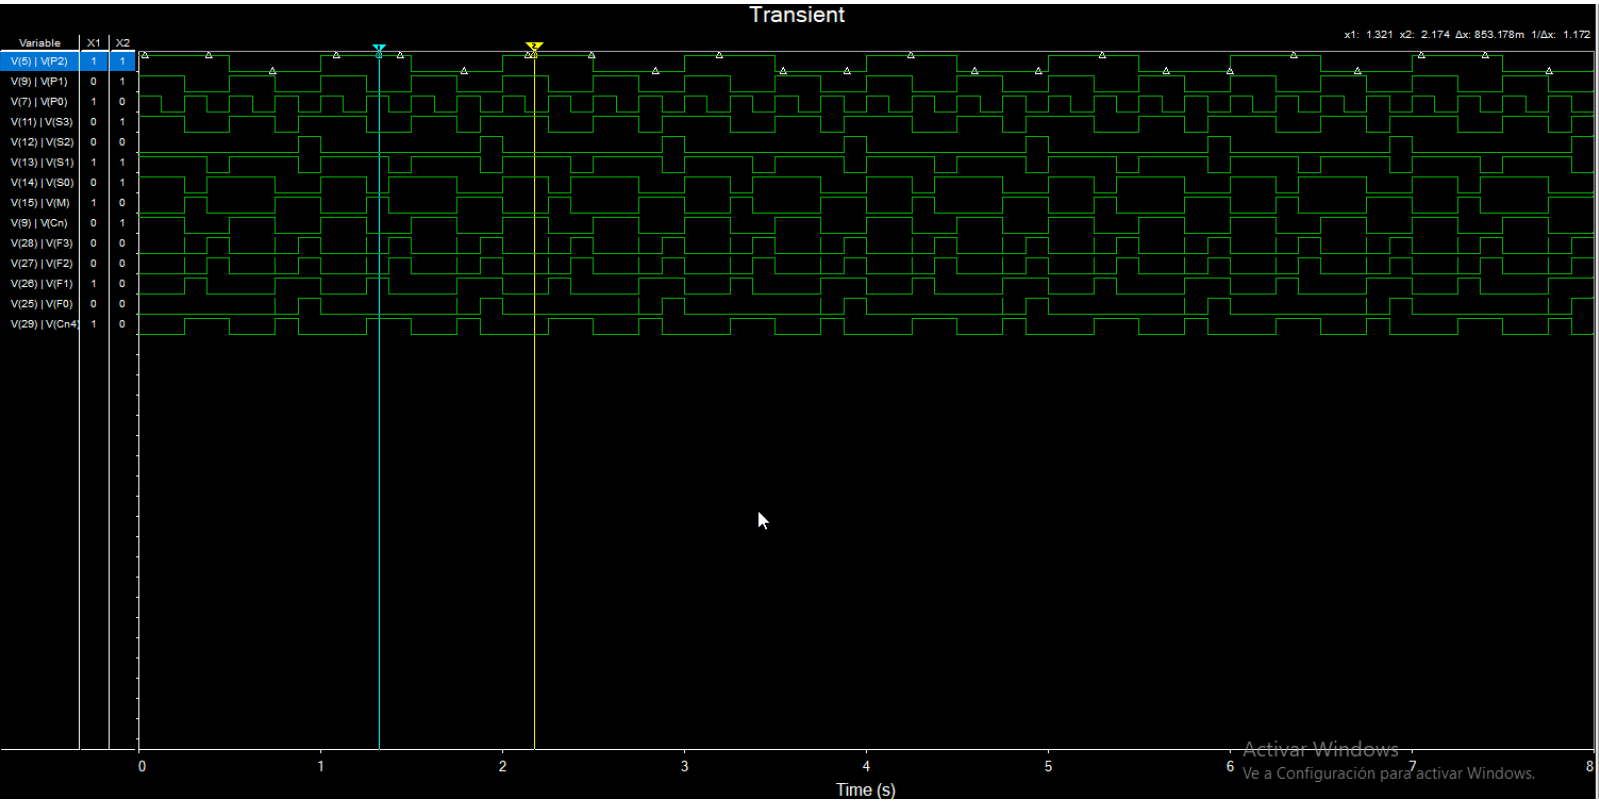 Transient
x1: 1.321 x2: 2.174 Δx: 853.178m 1/Δx: 1.172
Variable X1 X2
V(5) | V(P2) 1 1
V(9) | V(P1) 0 1
V(7) | V(P0) 1 0
V(11) | V(S3) 0 1
V(12) | V(S2) 0 0
V(13) | V(S1) 1 1
V(14) | V(S0) 0 1
V(15) | V(M) 1 0
V(9) | V(Cn) 0 1
V(28) | V(F3) 0 0
V(27) | V(F2) 0 0
V(26) | V(F1) 1 0
V(25) | V(F0) 0 0
V(29) | V(Cn4) 1 0
0 1 2 3 4 5 6 7 8
Time (s)
Activar Windows
Ve a Configuración para activar Windows.